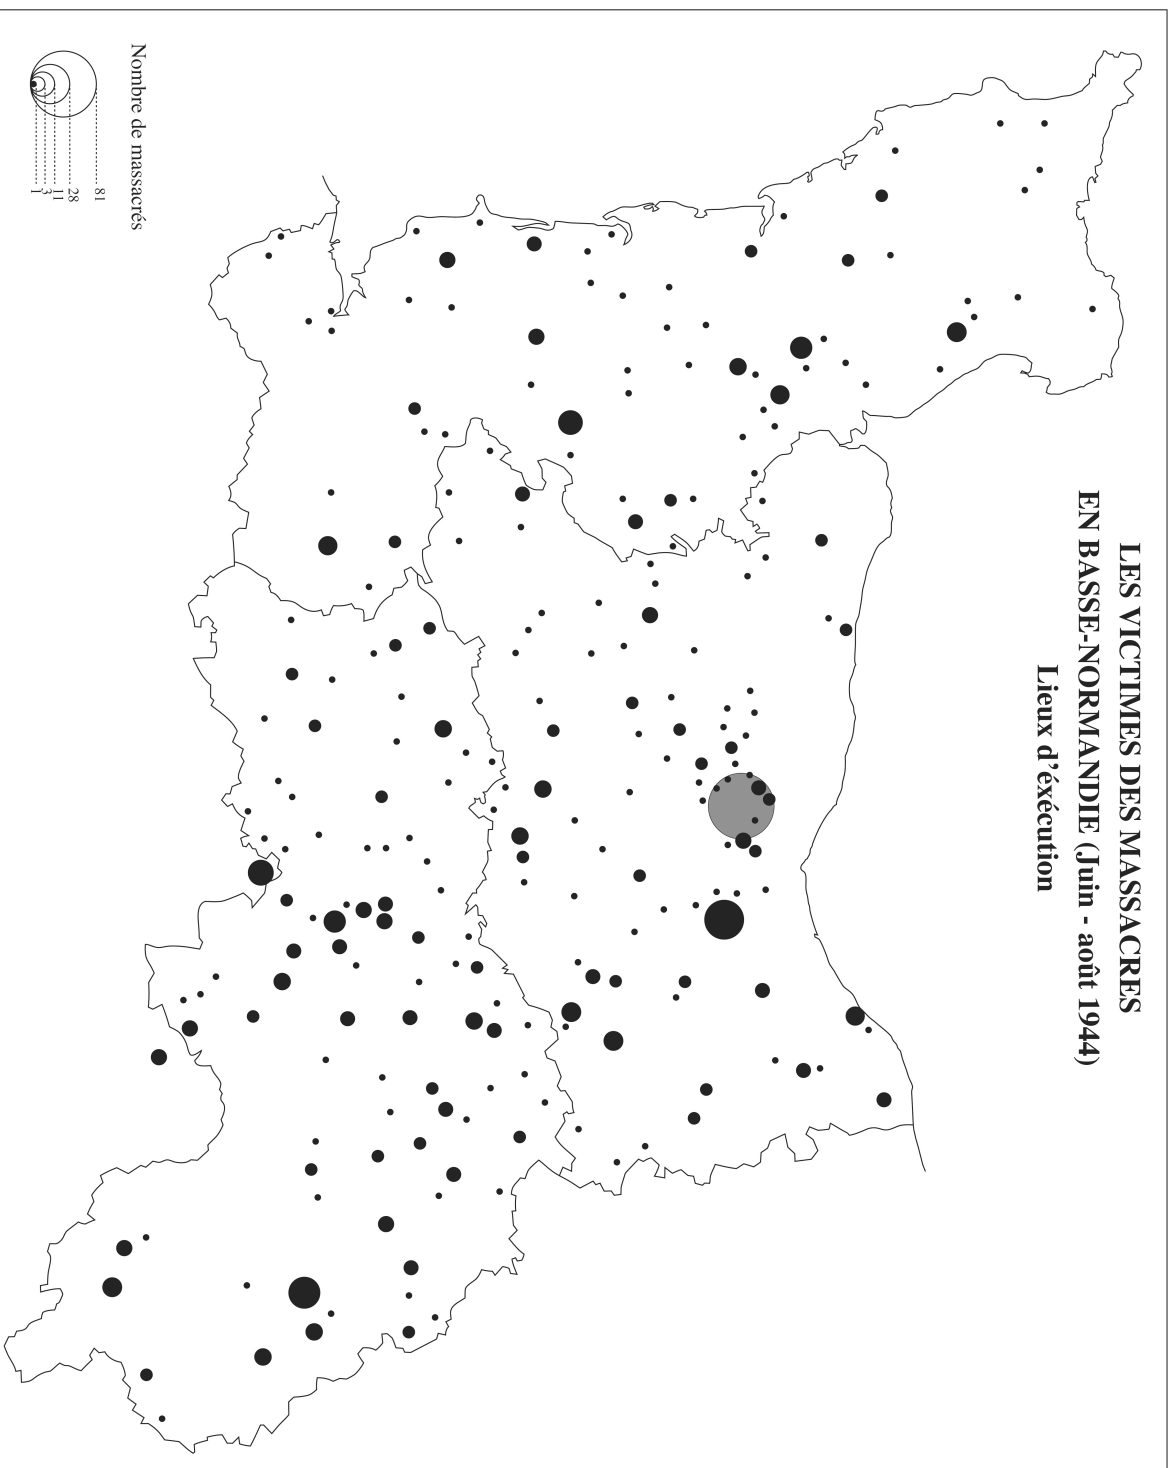 LES VICTIMES DES MASSACRES
EN BASSE-NORMANDIE (Juin - août 1944)
Lieux d’éxécution
Nombre de massacrés
81
28
11
3
1